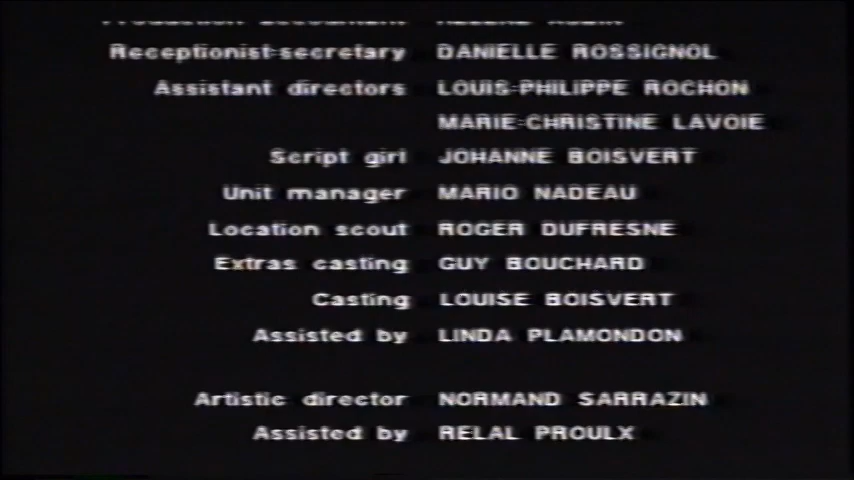 Receptionist-secretary DANIELLE ROSSIGNOL
Assistant directors LOUIS-PHILIPPE ROCHON
MARIE-CHRISTINE LAVOIE
Script girl JOHANNE BOISVERT
Unit manager MARIO NADEAU
Location scout ROGER DUFRESNE
Extras casting GUY BOUCHARD
Casting LOUISE BOISVERT
Assisted by LINDA PLAMONDON
Artistic director NORMAND SARRAZIN
Assisted by RELAL PROULX